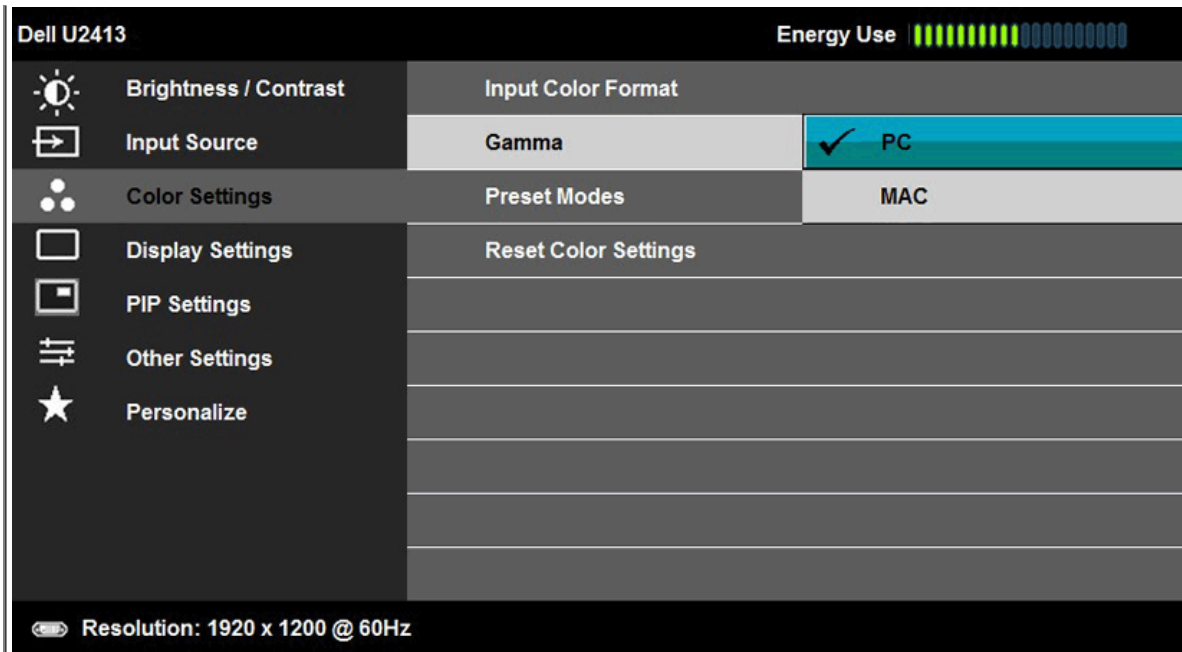 Dell U2413 Energy Use
Brightness / Contrast Input Color Format
Input Source Gamma PC
Color Settings Preset Modes MAC
Display Settings Reset Color Settings
PIP Settings
Other Settings
Personalize
Resolution: 1920 x 1200 @ 60Hz